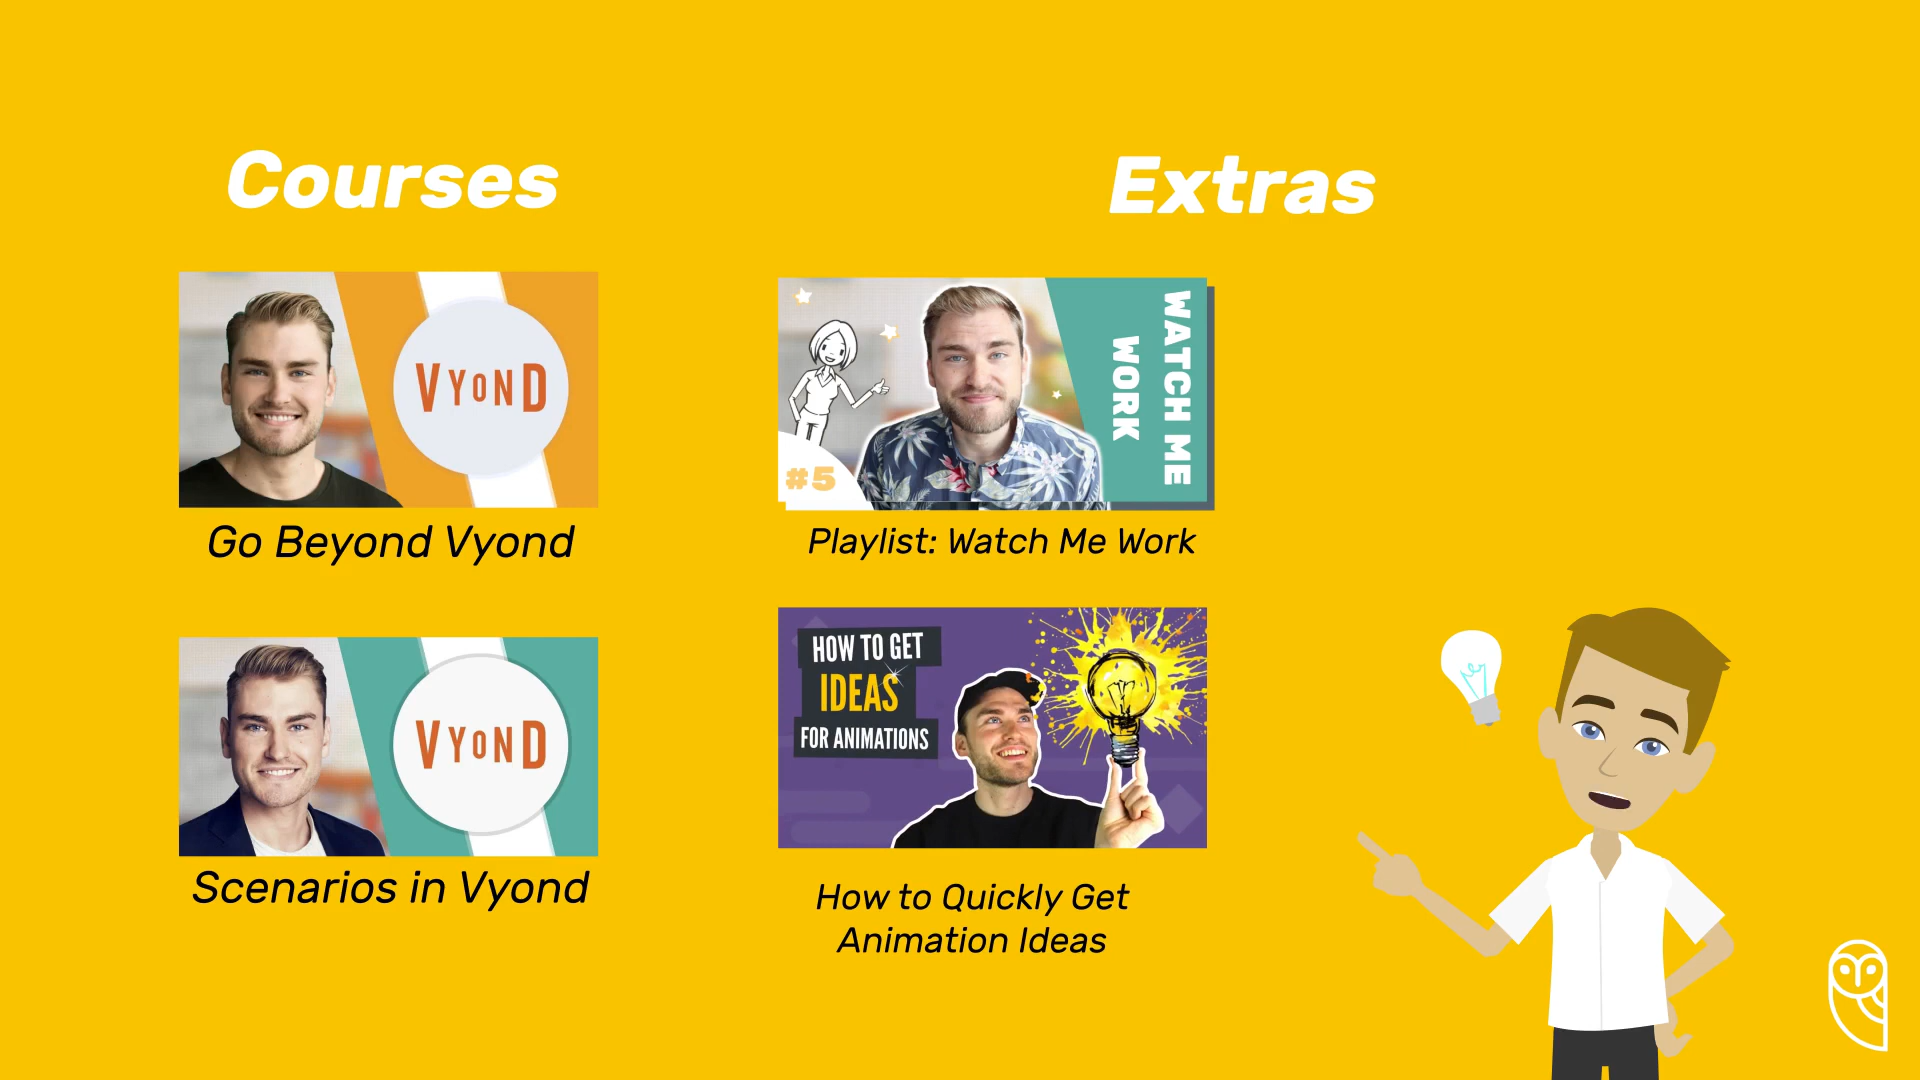 Courses
Extras
VYOND
Go Beyond Vyond
WATCH ME
WORK
#5
Playlist: Watch Me Work
VYOND
Scenarios in Vyond
HOW TO GET
IDEAS
FOR ANIMATIONS
How to Quickly Get
Animation Ideas